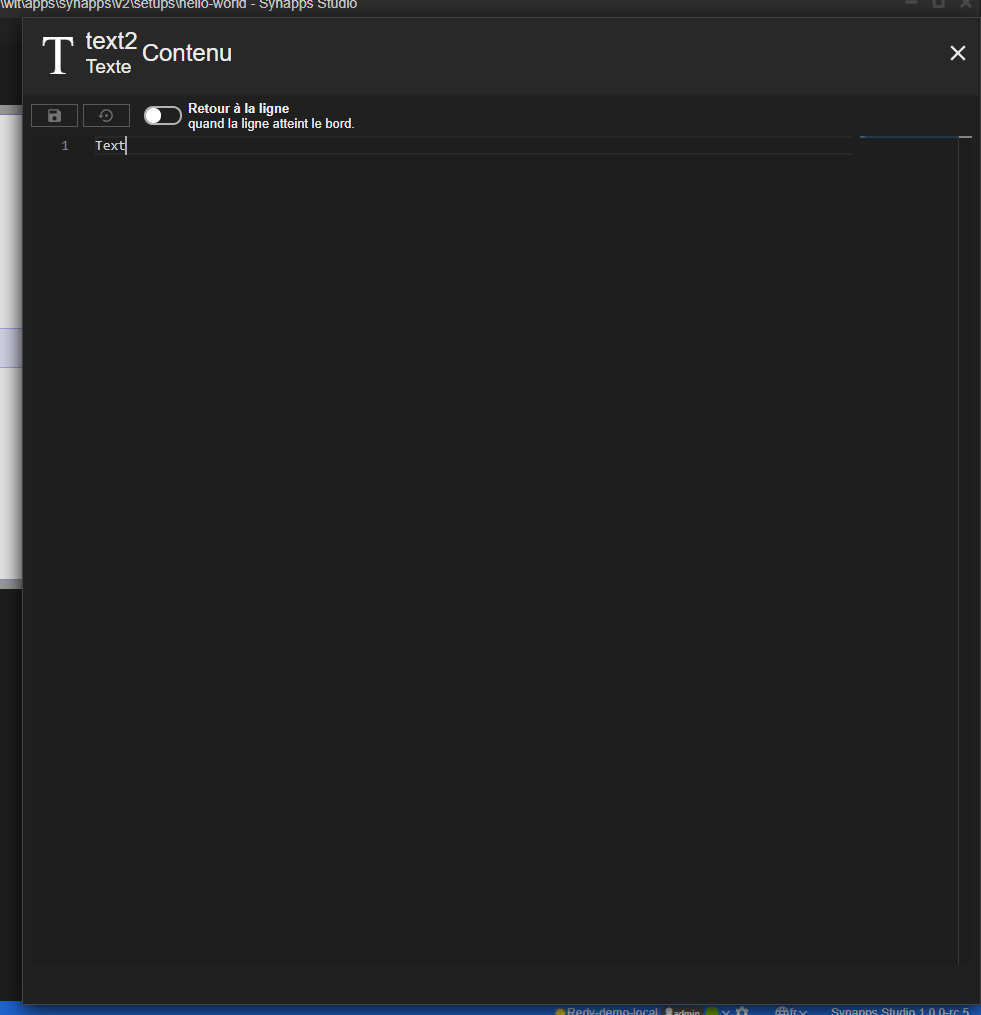 \wit\apps\synapps\v2\setups\hello-world - Synapps Studio
T
text2
Texte
Contenu
Retour à la ligne
quand la ligne atteint le bord.
1 Text
Redy-demo-local admin fr Synapps Studio 1.0.0-rc.5